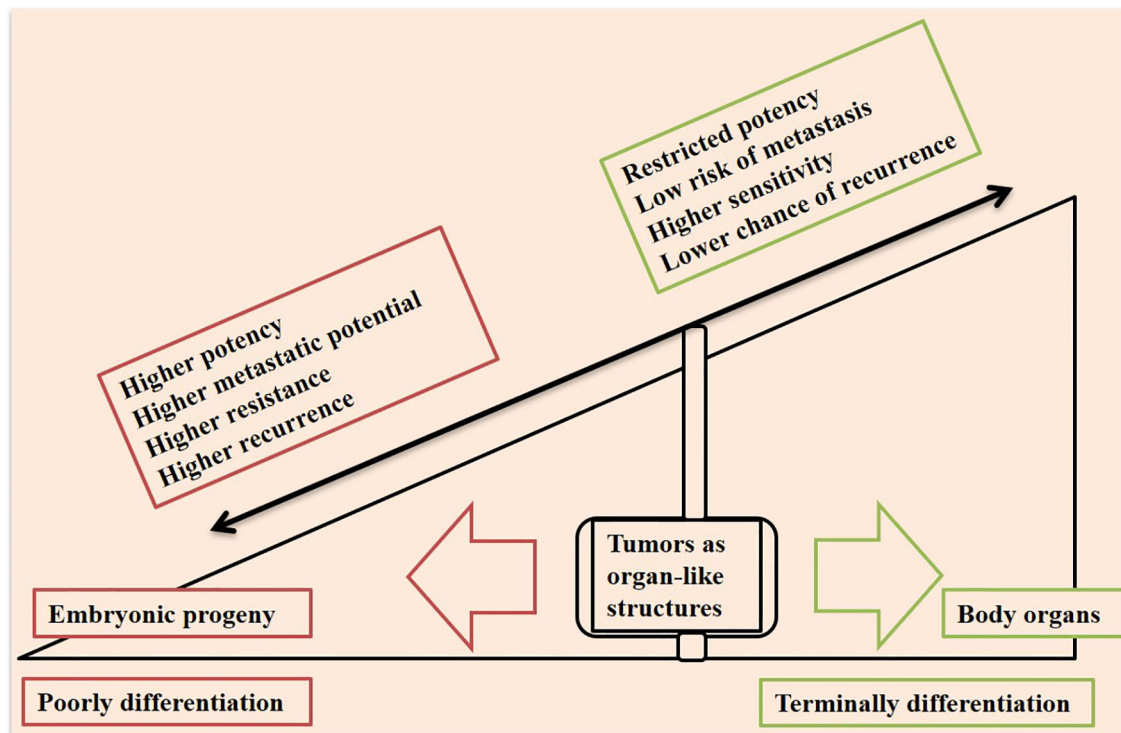 Restricted potency
Low risk of metastasis
Higher sensitivity
Lower chance of recurrence
Higher potency
Higher metastatic potential
Higher resistance
Higher recurrence
Tumors as
organ-like
structures
Embryonic progeny
Body organs
Poorly differentiation
Terminally differentiation